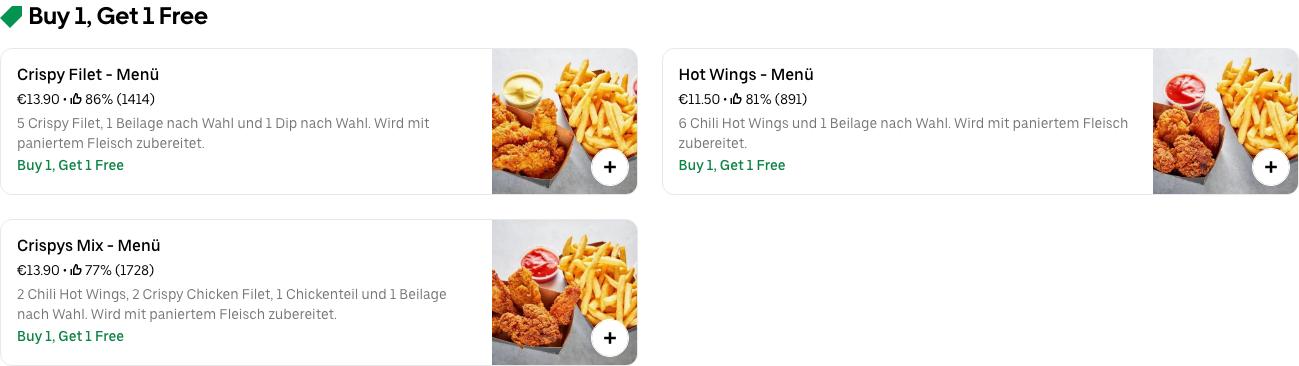 Buy 1, Get 1 Free
Crispy Filet - Menü
€13.90 • 86% (1414)
5 Crispy Filet, 1 Beilage nach Wahl und 1 Dip nach Wahl. Wird mit
paniertem Fleisch zubereitet.
Buy 1, Get 1 Free
Hot Wings - Menü
€11.50 • 81% (891)
6 Chili Hot Wings und 1 Beilage nach Wahl. Wird mit paniertem Fleisch
zubereitet.
Buy 1, Get 1 Free
Crispys Mix - Menü
€13.90 • 77% (1728)
2 Chili Hot Wings, 2 Crispy Chicken Filet, 1 Chickenteil und 1 Beilage
nach Wahl. Wird mit paniertem Fleisch zubereitet.
Buy 1, Get 1 Free